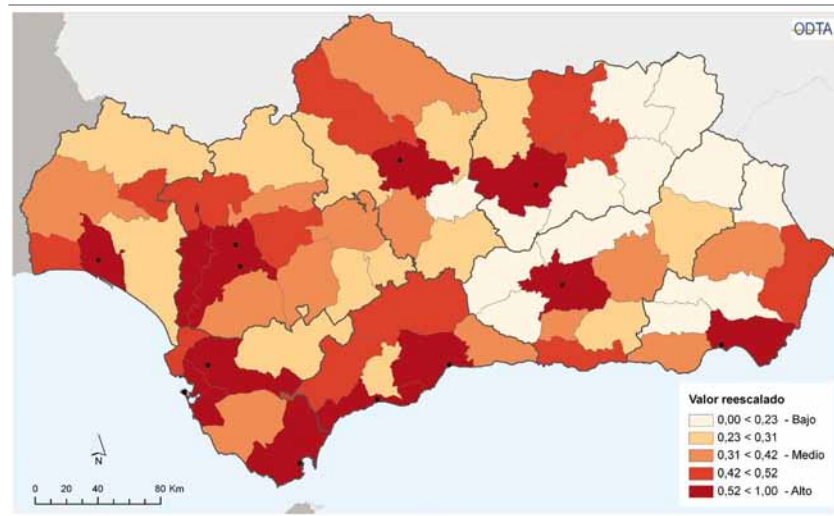 ODTA
Valor reescalado
0,00 < 0,23 - Bajo
0,23 < 0,31
0,31 < 0,42 - Medio
0,42 < 0,52
0,52 < 1,00 - Alto
N
0 20 40 80 Km